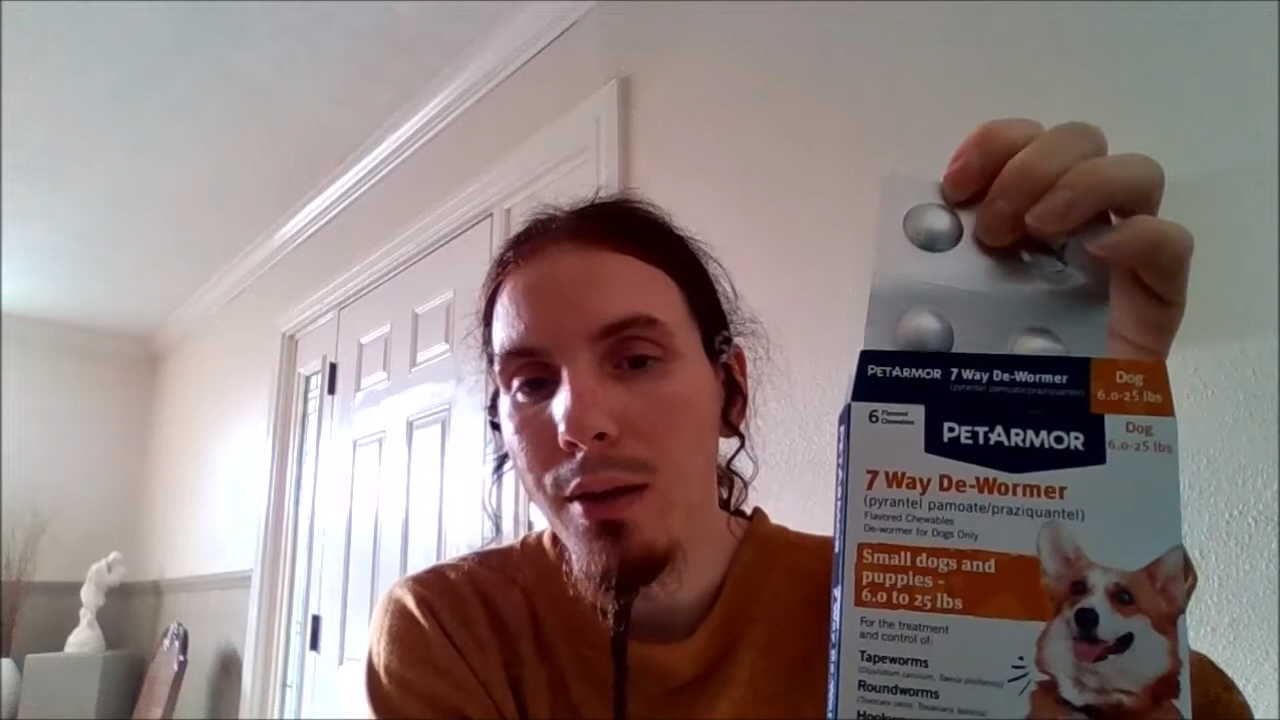 PETARMOR 7 Way De-Wormer
(pyrantel pamoate/praziquantel)
Dog
6.0-25 lbs
6 Flavored
Chewables
PETARMOR
Dog
6.0-25 lbs
7 Way De-Wormer
(pyrantel pamoate/praziquantel)
Flavored Chewables
De-wormer for Dogs Only
Small dogs and
puppies -
6.0 to 25 lbs
For the treatment
and control of:
Tapeworms
Roundworms